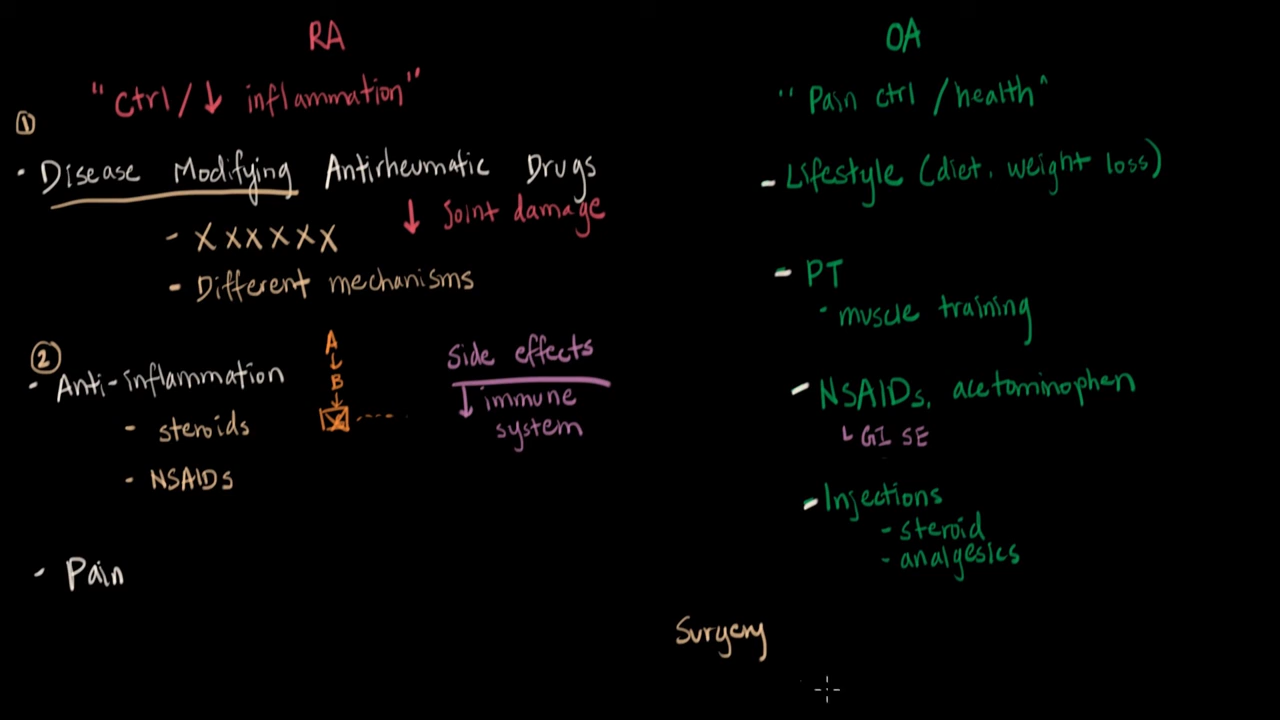 RA
"ctrl/↓ inflammation"
①
· Disease Modifying Antirheumatic Drugs
↓ Joint damage
- XXXXXX
- Different mechanisms
②
· Anti-inflammation
- steroids
- NSAIDs
A
B
X
Side effects
↓ immune
system
- Pain
OA
"Pain ctrl/health"
- Lifestyle (diet, weight loss)
- PT
· muscle training
- NSAIDs, acetominophen
GI SE
- Injections
- steroid
- analgesics
Surgery